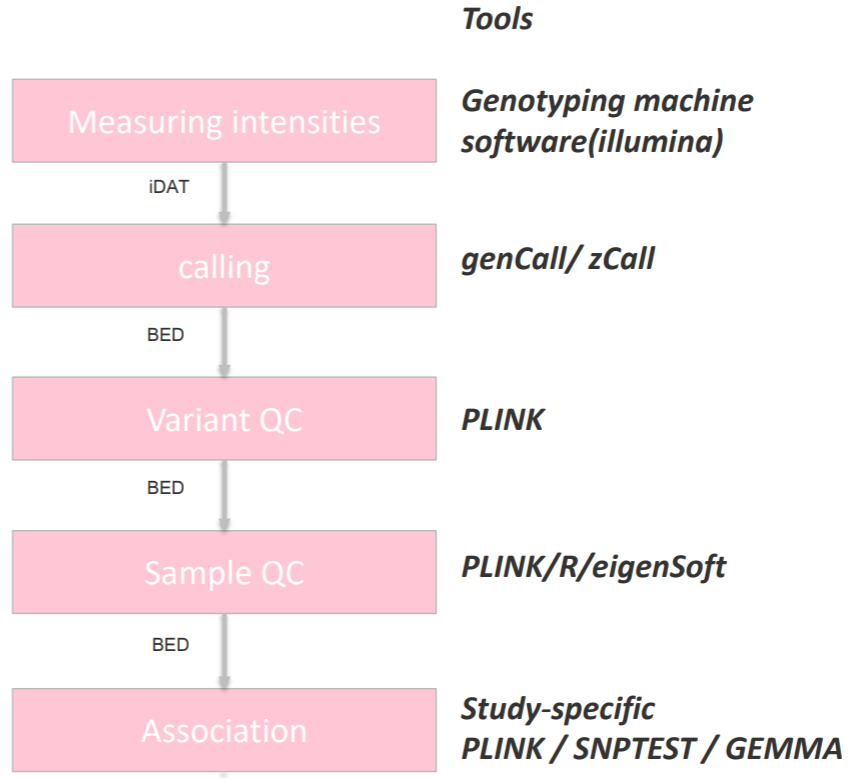 Tools
Measuring intensities
Genotyping machine
software(illumina)
iDAT
calling
genCall/ zCall
BED
Variant QC
PLINK
BED
Sample QC
PLINK/R/eigenSoft
BED
Association
Study-specific
PLINK / SNPTEST / GEMMA